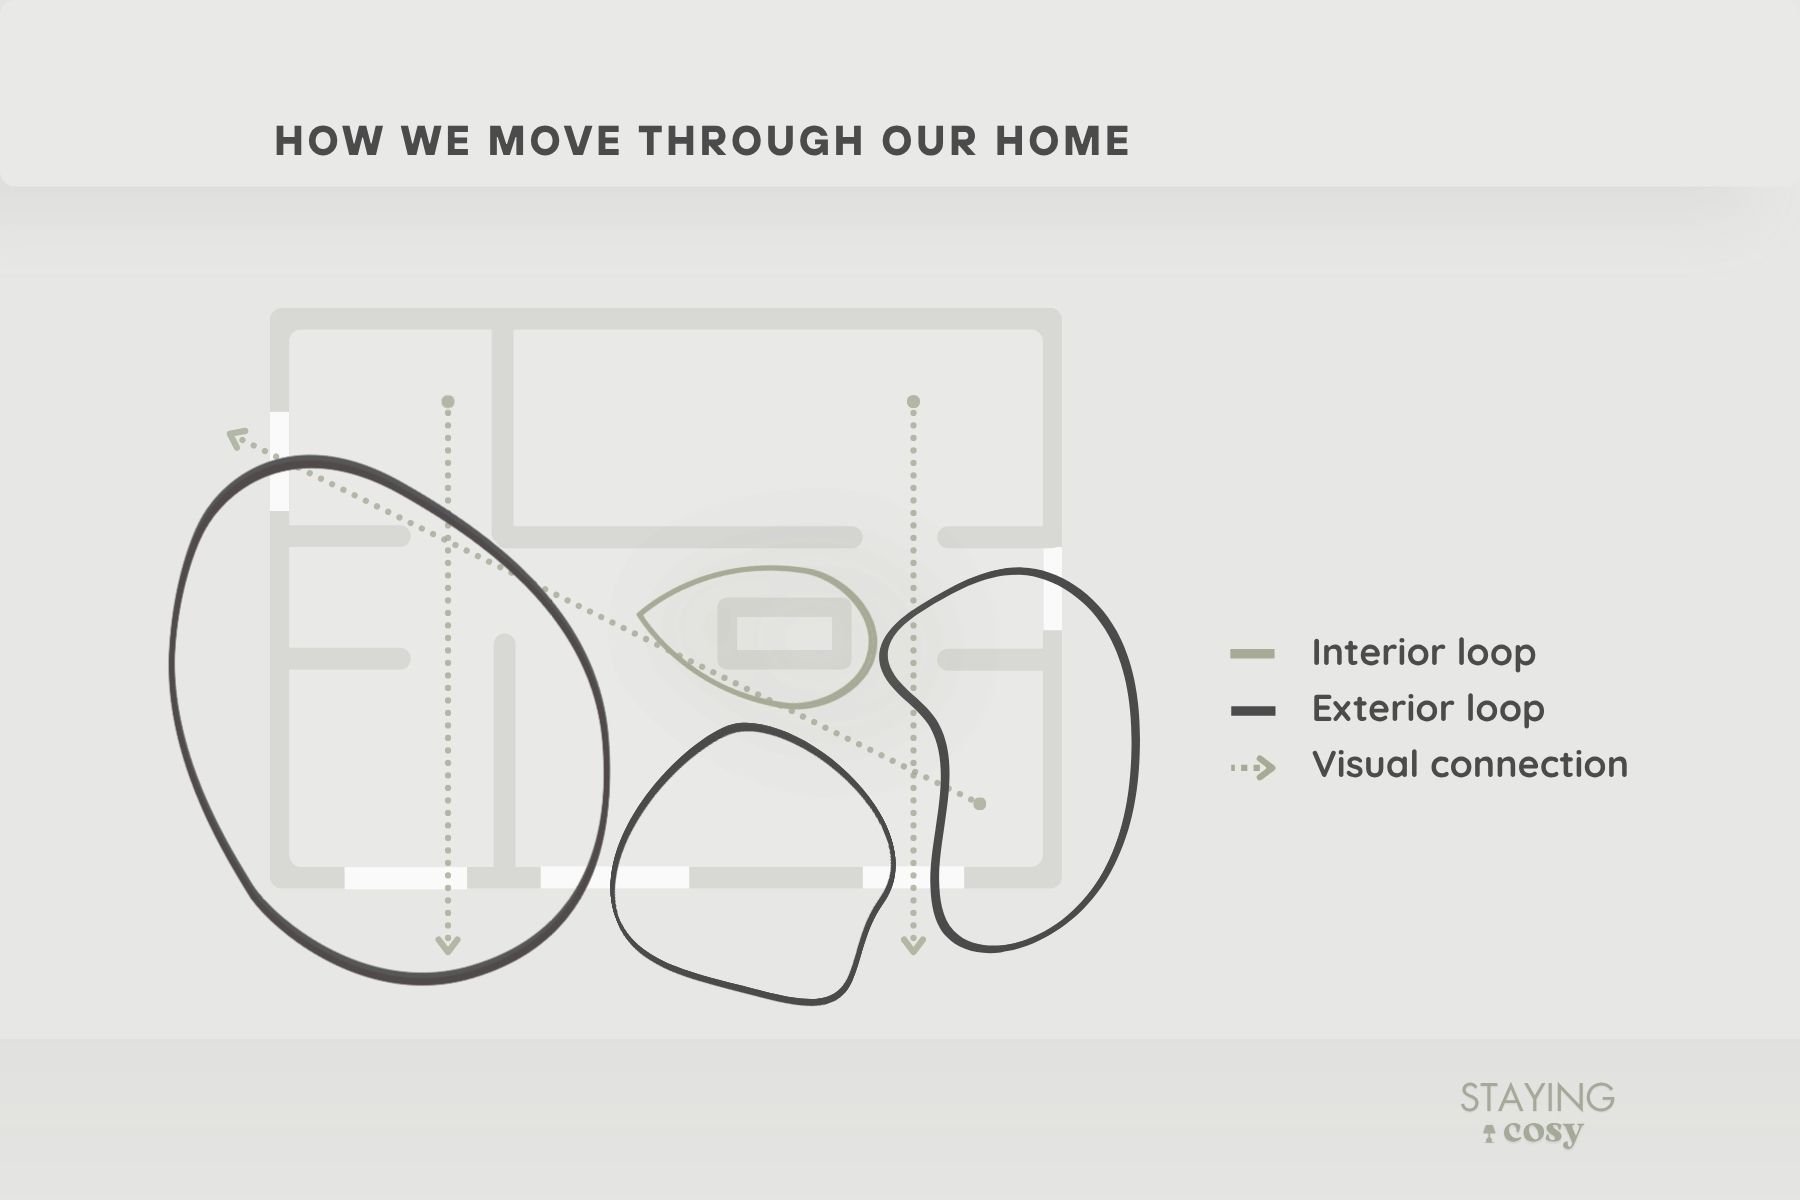 HOW WE MOVE THROUGH OUR HOME
Interior loop
Exterior loop
Visual connection
STAYING
cosy